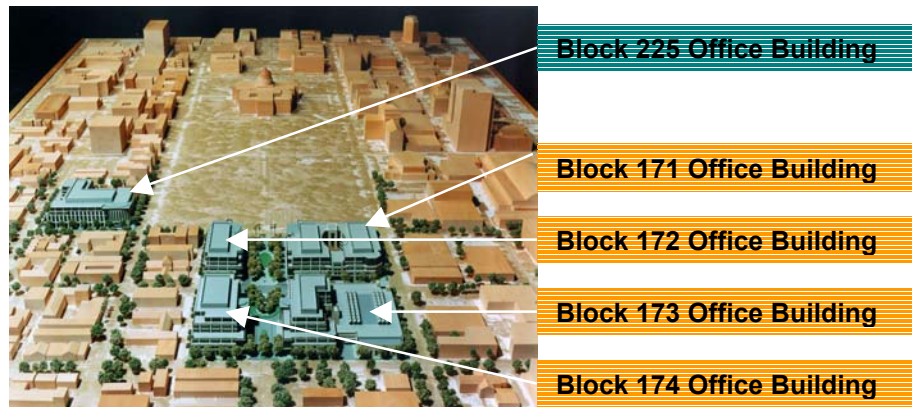 Block 225 Office Building
Block 171 Office Building
Block 172 Office Building
Block 173 Office Building
Block 174 Office Building